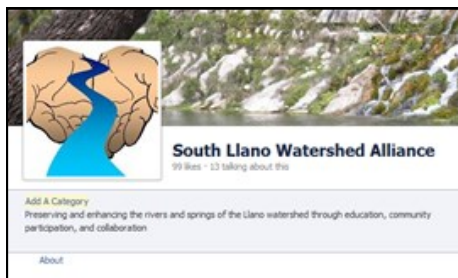 South Llano Watershed Alliance
99 likes · 13 talking about this
Add A Category
Preserving and enhancing the rivers and springs of the Llano watershed through education, community
participation, and collaboration
About